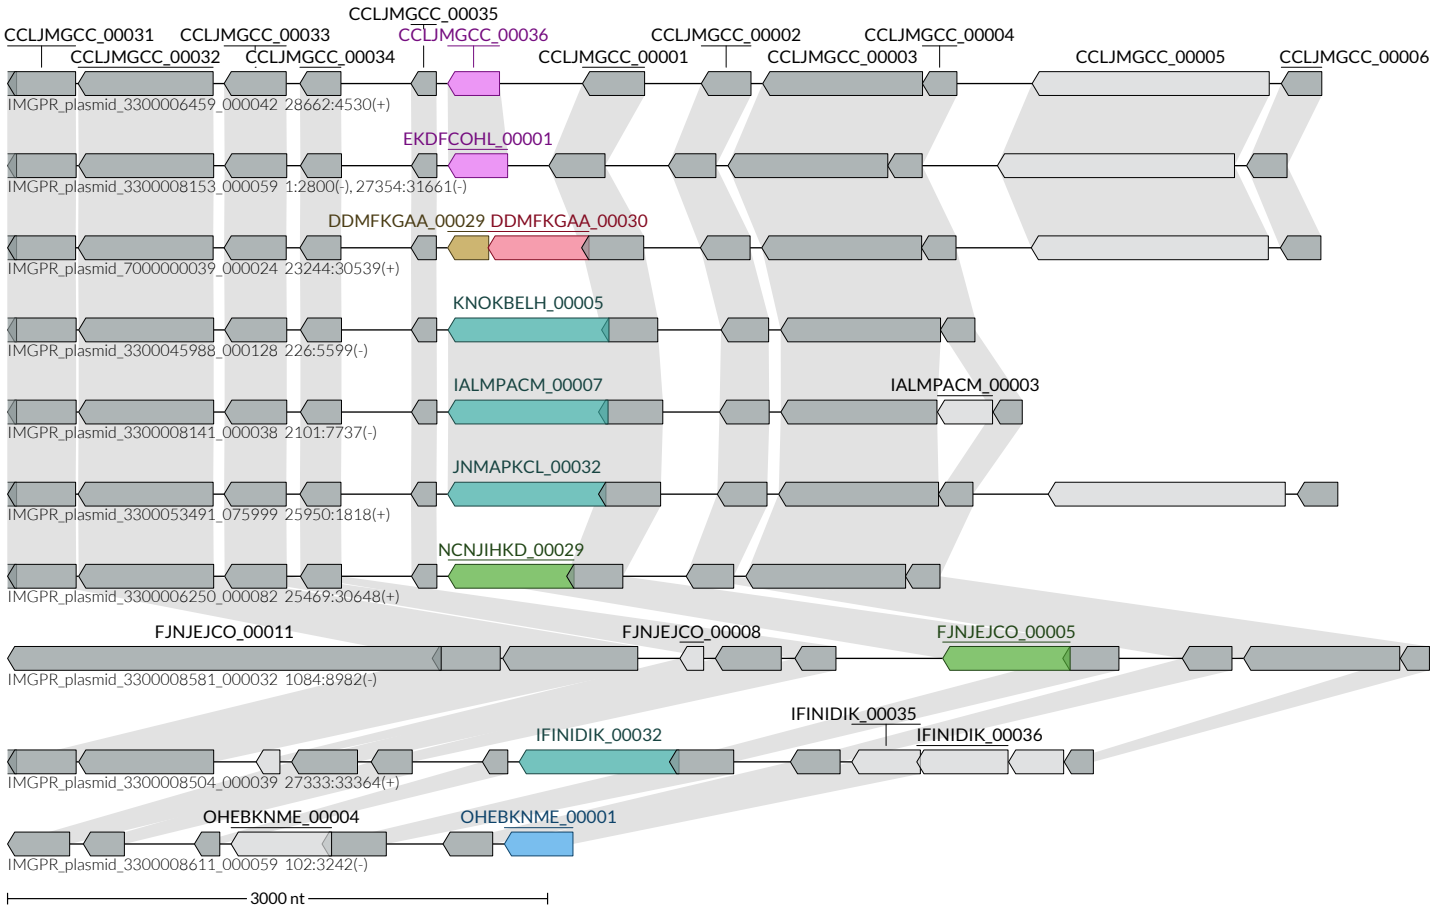 CCLJMGCC_00035
CCLJMGCC_00031 CCLJMGCC_00033 CCLJMGCC_00036 CCLJMGCC_00002 CCLJMGCC_00004
CCLJMGCC_00032 CCLJMGCC_00034 CCLJMGCC_00001 CCLJMGCC_00003 CCLJMGCC_00005 CCLJMGCC_00006
IMGPR_plasmid_3300006459_000042 28662:4530(+)
EKDFCOHL_00001
IMGPR_plasmid_3300008153_000059 1:2800(-), 27354:31661(-)
DDMFKGAA_00029 DDMFKGAA_00030
IMGPR_plasmid_7000000039_000024 23244:30539(+)
KNOKBELH_00005
IMGPR_plasmid_3300045988_000128 226:5599(-)
IALMPACM_00007 IALMPACM_00003
IMGPR_plasmid_3300008141_000038 2101:7737(-)
JNMAPKCL_00032
IMGPR_plasmid_3300053491_075999 25950:1818(+)
NCNJIHKD_00029
IMGPR_plasmid_3300006250_000082 25469:30648(+)
FJNJEJCO_00011 FJNJEJCO_00008 FJNJEJCO_00005
IMGPR_plasmid_3300008581_000032 1084:8982(-)
IFINIDIK_00035
IFINIDIK_00032 IFINIDIK_00036
IMGPR_plasmid_3300008504_000039 27333:33364(+)
OHEBKNME_00004 OHEBKNME_00001
IMGPR_plasmid_3300008611_000059 102:3242(-)
3000 nt